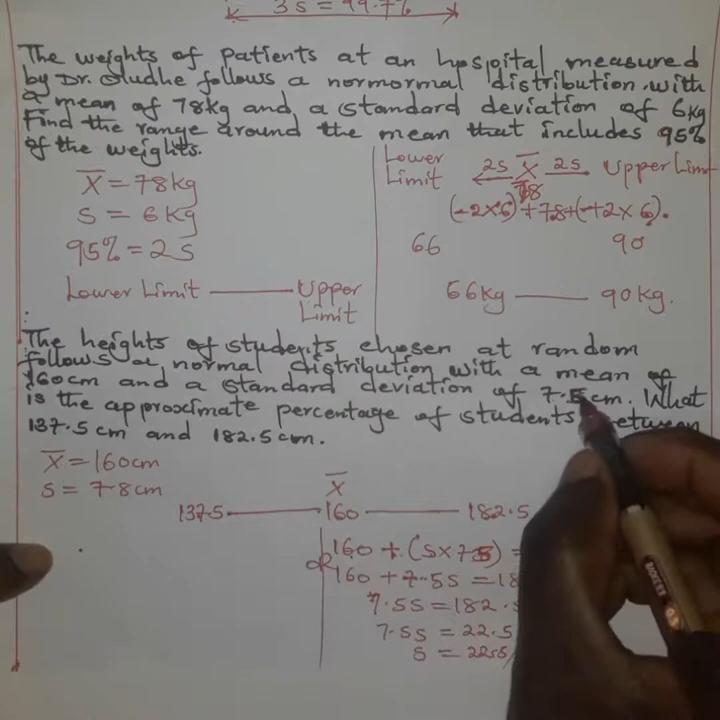 3 s = 99.7%
The weights of patients at an hospital measured
by Dr. Oludhe follows a normormal distribution with
a mean of 78kg and a standard deviation of 6kg
Find the range around the mean that includes 95%
of the weights.
X̅ = 78kg
S = 6 Kg
95% = 2 S
Lower Limit ——— Upper
Limit
Lower
Limit
2S X̅ 2S Upper Limit
78
(-2x6) + 78 + (+2 x 6).
66 90
66kg ——— 90kg.
The heights of students chosen at random
follows a normal distribution with a mean of
160cm and a standard deviation of 7.5cm. What
is the approximate percentage of students between
137.5 cm and 182.5cm.
X̅ = 160cm
S = 7.8cm
X̅
137.5 ——— 160 ——— 182.5
160 + (S x 7.5) =
OR
160 + 7.5S = 18
7.5S = 182.5
7.5S = 22.5
S = 22.5/